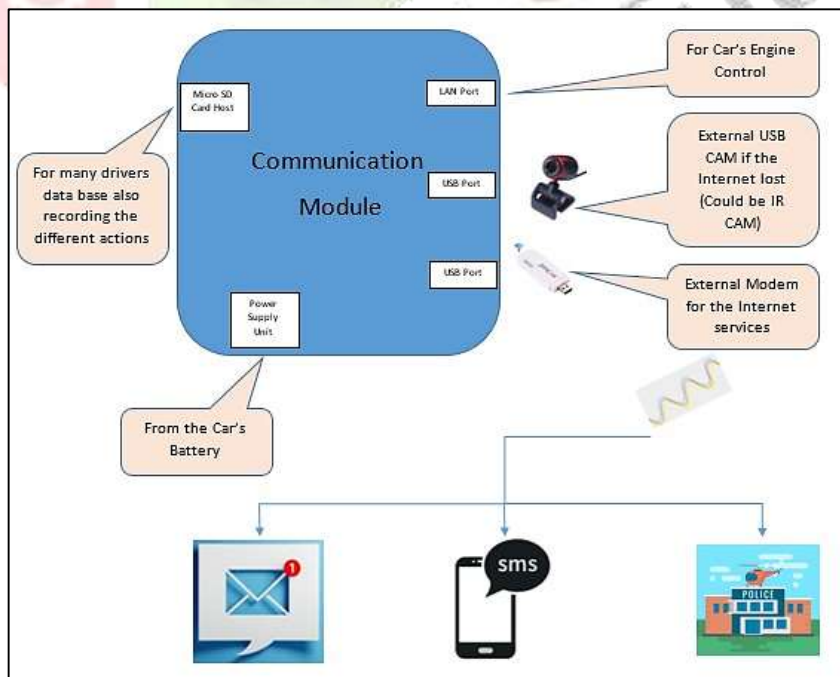 Micro SD
Card Host
LAN Port
For Car's Engine
Control
Communication
Module
For many drivers
data base also
recording the
different actions
USB Port
External USB
CAM if the
Internet lost
(Could be IR
CAM)
USB Port
External Modem
for the Internet
services
Power
Supply
Unit
From the Car's
Battery
1
sms
POLICE